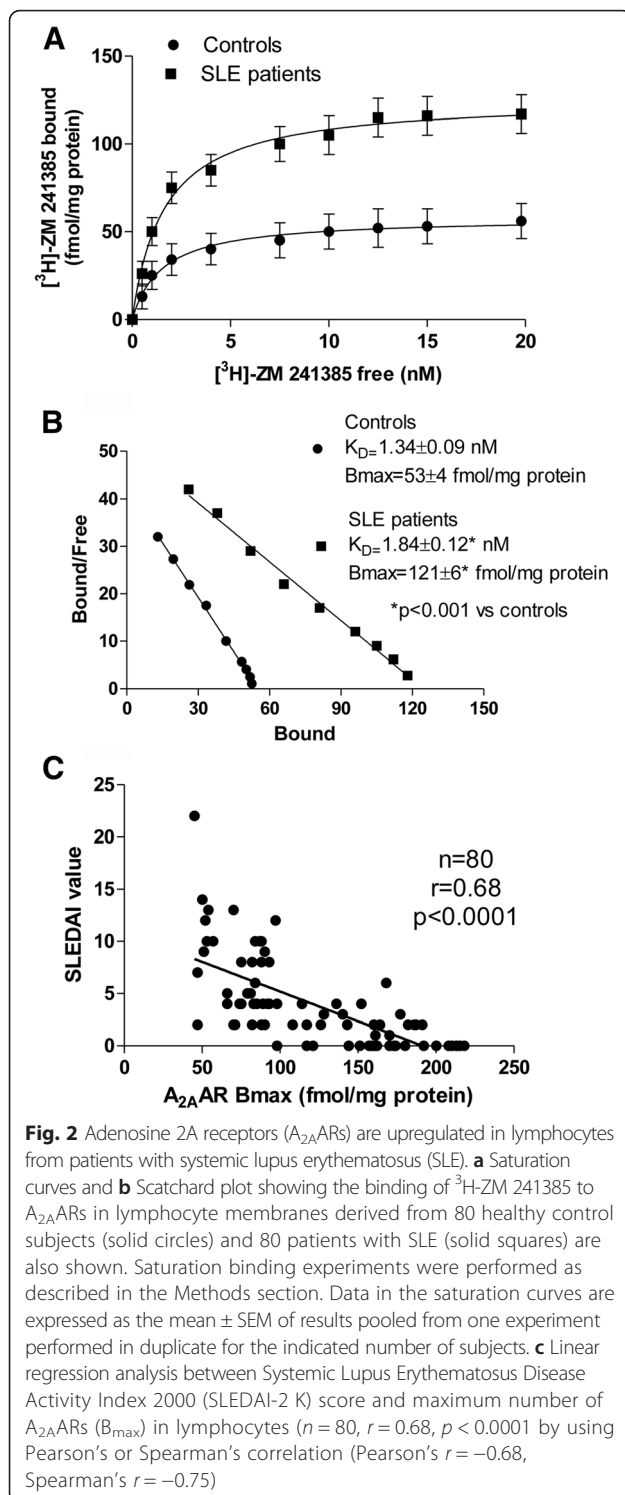 A
Controls
SLE patients
150
100
50
0
[³H]-ZM 241385 bound
(fmol/mg protein)
0 5 10 15 20
[³H]-ZM 241385 free (nM)
B
Controls
K_D=1.34±0.09 nM
Bmax=53±4 fmol/mg protein
SLE patients
K_D=1.84±0.12* nM
Bmax=121±6* fmol/mg protein
*p<0.001 vs controls
50
40
30
20
10
0
Bound/Free
0 30 60 90 120 150
Bound
C
25
20
15
10
5
0
SLEDAI value
n=80
r=0.68
p<0.0001
0 50 100 150 200 250
A₂ₐAR Bmax (fmol/mg protein)
Fig. 2 Adenosine 2A receptors (A₂ₐARs) are upregulated in lymphocytes
from patients with systemic lupus erythematosus (SLE). a Saturation
curves and b Scatchard plot showing the binding of ³H-ZM 241385 to
A₂ₐARs in lymphocyte membranes derived from 80 healthy control
subjects (solid circles) and 80 patients with SLE (solid squares) are
also shown. Saturation binding experiments were performed as
described in the Methods section. Data in the saturation curves are
expressed as the mean ± SEM of results pooled from one experiment
performed in duplicate for the indicated number of subjects. c Linear
regression analysis between Systemic Lupus Erythematosus Disease
Activity Index 2000 (SLEDAI-2 K) score and maximum number of
A₂ₐARs (Bₘₐₓ) in lymphocytes (n = 80, r = 0.68, p < 0.0001 by using
Pearson's or Spearman's correlation (Pearson's r = −0.68,
Spearman's r = −0.75)